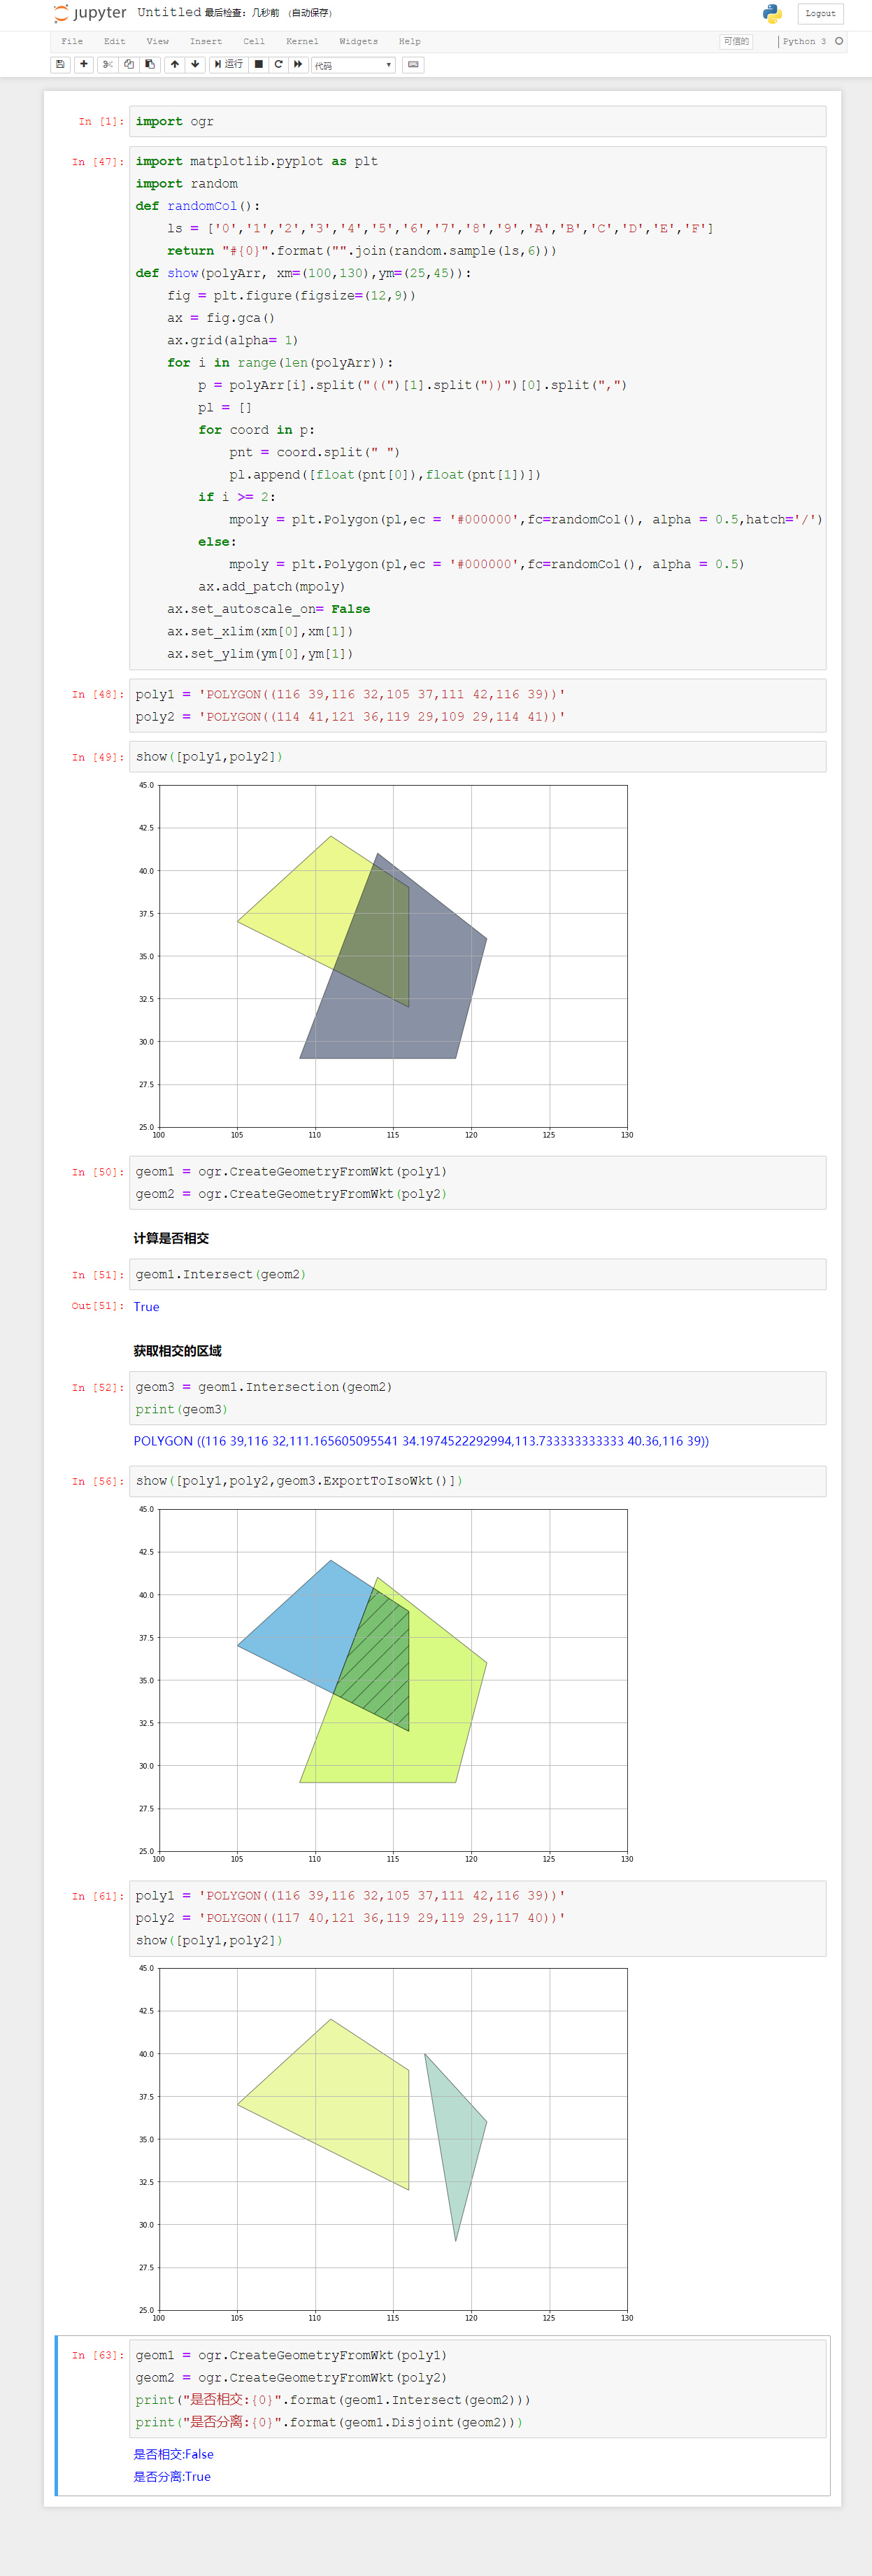 jupyter Untitled 最后检查: 几秒前 (自动保存)
Logout
File Edit View Insert Cell Kernel Widgets Help 可信的 Python 3
运行 代码
In [1]: import ogr
In [47]: import matplotlib.pyplot as plt
import random
def randomCol():
    ls = ['0','1','2','3','4','5','6','7','8','9','A','B','C','D','E','F']
    return "#{0}".format("".join(random.sample(ls,6)))
def show(polyArr, xm=(100,130),ym=(25,45)):
    fig = plt.figure(figsize=(12,9))
    ax = fig.gca()
    ax.grid(alpha= 1)
    for i in range(len(polyArr)):
        p = polyArr[i].split("((")[1].split("))")[0].split(",")
        pl = []
        for coord in p:
            pnt = coord.split(" ")
            pl.append([float(pnt[0]),float(pnt[1])])
        if i >= 2:
            mpoly = plt.Polygon(pl,ec = '#000000',fc=randomCol(), alpha = 0.5,hatch='/')
        else:
            mpoly = plt.Polygon(pl,ec = '#000000',fc=randomCol(), alpha = 0.5)
        ax.add_patch(mpoly)
    ax.set_autoscale_on= False
    ax.set_xlim(xm[0],xm[1])
    ax.set_ylim(ym[0],ym[1])
In [48]: poly1 = 'POLYGON((116 39,116 32,105 37,111 42,116 39))'
poly2 = 'POLYGON((114 41,121 36,119 29,109 29,114 41))'
In [49]: show([poly1,poly2])
45.0
42.5
40.0
37.5
35.0
32.5
30.0
27.5
25.0
100 105 110 115 120 125 130
In [50]: geom1 = ogr.CreateGeometryFromWkt(poly1)
geom2 = ogr.CreateGeometryFromWkt(poly2)
计算是否相交
In [51]: geom1.Intersect(geom2)
Out[51]: True
获取相交的区域
In [52]: geom3 = geom1.Intersection(geom2)
print(geom3)
POLYGON ((116 39,116 32,111.165605095541 34.1974522292994,113.733333333333 40.36,116 39))
In [56]: show([poly1,poly2,geom3.ExportToIsoWkt()])
45.0
42.5
40.0
37.5
35.0
32.5
30.0
27.5
25.0
100 105 110 115 120 125 130
In [61]: poly1 = 'POLYGON((116 39,116 32,105 37,111 42,116 39))'
poly2 = 'POLYGON((117 40,121 36,119 29,119 29,117 40))'
show([poly1,poly2])
45.0
42.5
40.0
37.5
35.0
32.5
30.0
27.5
25.0
100 105 110 115 120 125 130
In [63]: geom1 = ogr.CreateGeometryFromWkt(poly1)
geom2 = ogr.CreateGeometryFromWkt(poly2)
print("是否相交:{0}".format(geom1.Intersect(geom2)))
print("是否分离:{0}".format(geom1.Disjoint(geom2)))
是否相交:False
是否分离:True